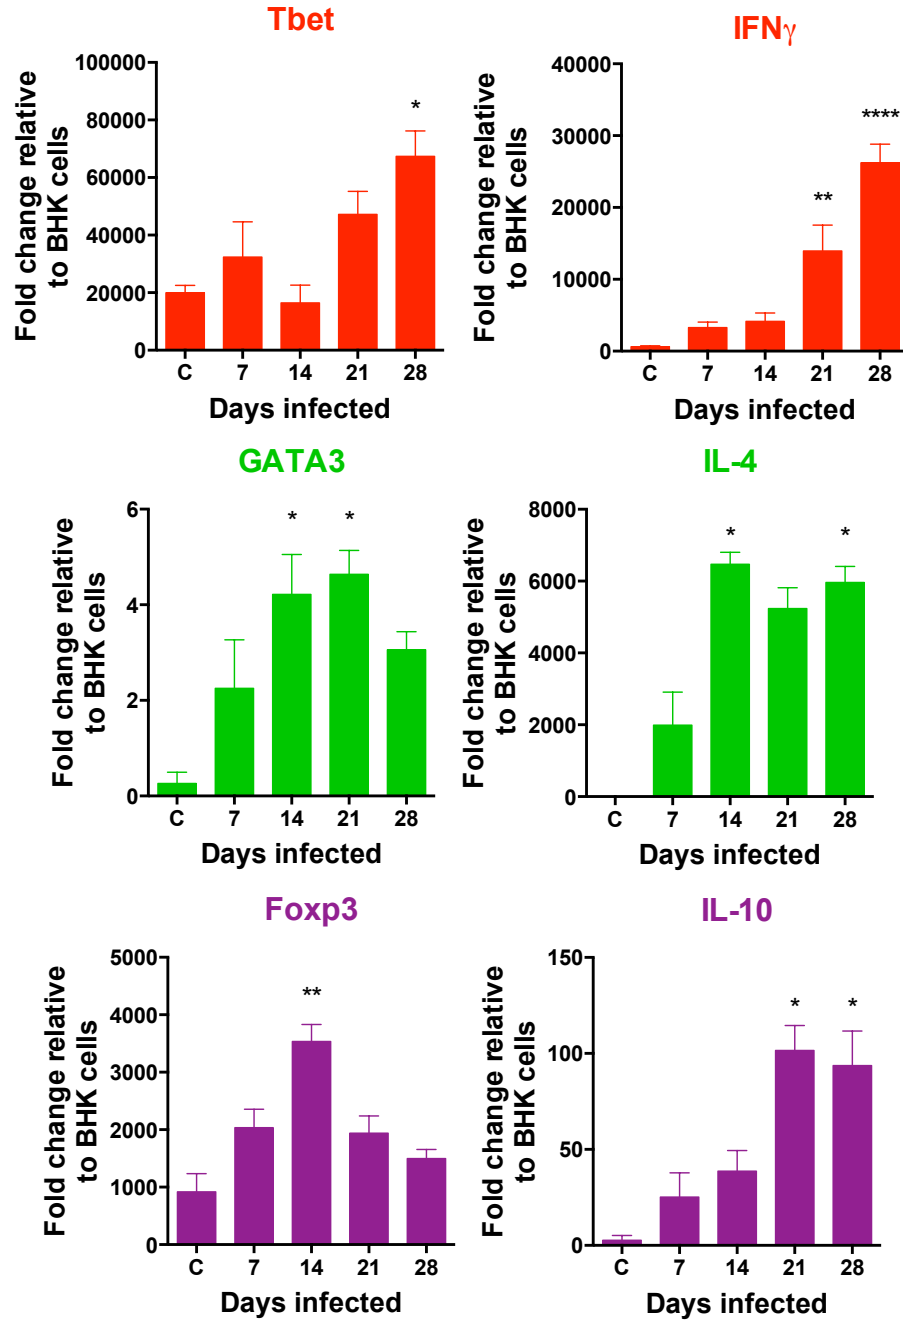 Tbet
Fold change relative
to BHK cells
100000
80000
60000
40000
20000
0
*
C 7 14 21 28
Days infected
IFNγ
Fold change relative
to BHK cells
40000
30000
20000
10000
0
**
****
C 7 14 21 28
Days infected
GATA3
Fold change relative
to BHK cells
6
4
2
0
* *
C 7 14 21 28
Days infected
IL-4
Fold change relative
to BHK cells
8000
6000
4000
2000
0
* *
C 7 14 21 28
Days infected
Foxp3
Fold change relative
to BHK cells
5000
4000
3000
2000
1000
0
**
C 7 14 21 28
Days infected
IL-10
Fold change relative
to BHK cells
150
100
50
0
* *
C 7 14 21 28
Days infected